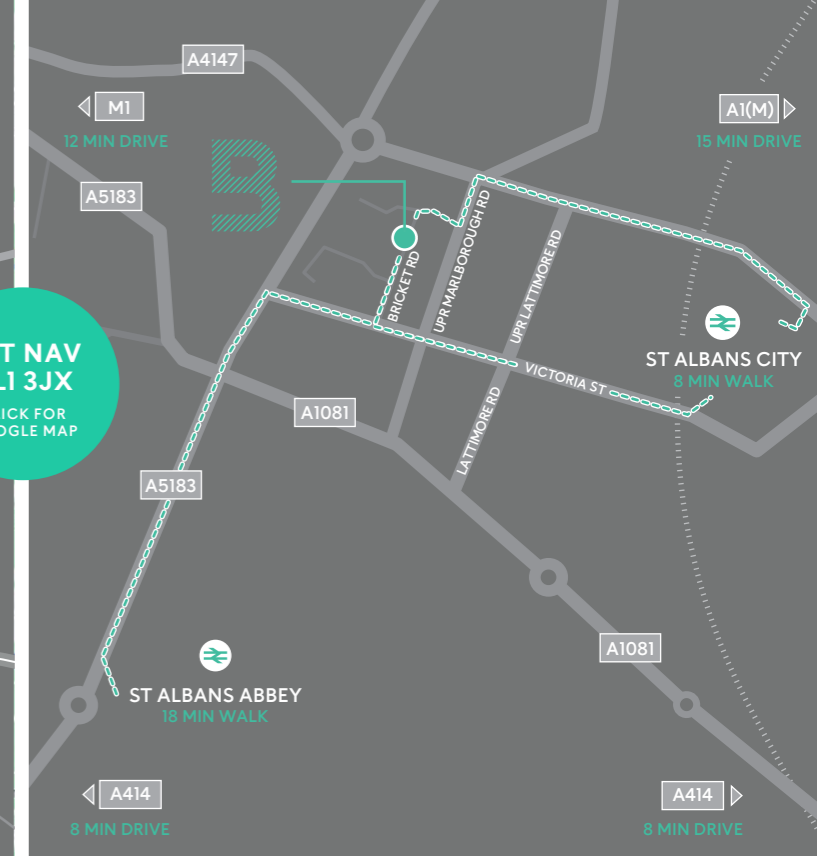 A4147
M1
12 MIN DRIVE
A1(M)
15 MIN DRIVE
A5183
B
BRICKET RD
UPR MARLBOROUGH RD
UPR LATTIMORE RD
ST ALBANS CITY
8 MIN WALK
T NAV
L1 3JX
ICK FOR
OGLE MAP
VICTORIA ST
A1081
LATTIMORE RD
A5183
A1081
ST ALBANS ABBEY
18 MIN WALK
A414
8 MIN DRIVE
A414
8 MIN DRIVE